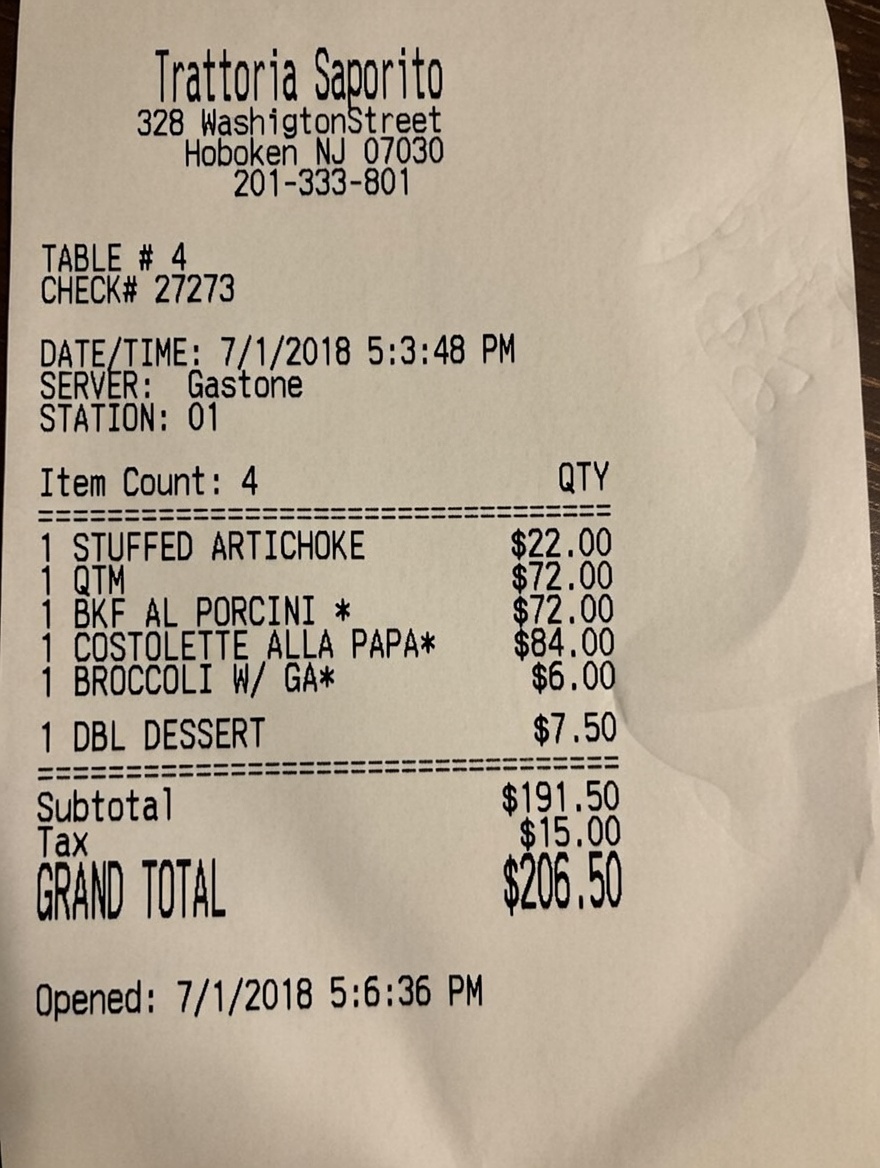 Trattoria Saporito
328 WashigtonStreet
Hoboken NJ 07030
201-333-801
TABLE # 4
CHECK# 27273
DATE/TIME: 7/1/2018 5:3:48 PM
SERVER: Gastone
STATION: 01
Item Count: 4 QTY
=================================
1 STUFFED ARTICHOKE $22.00
1 QTM $72.00
1 BKF AL PORCINI * $72.00
1 COSTOLETTE ALLA PAPA* $84.00
1 BROCCOLI W/ GA* $6.00
1 DBL DESSERT $7.50
=================================
Subtotal $191.50
Tax $15.00
GRAND TOTAL $206.50
Opened: 7/1/2018 5:6:36 PM